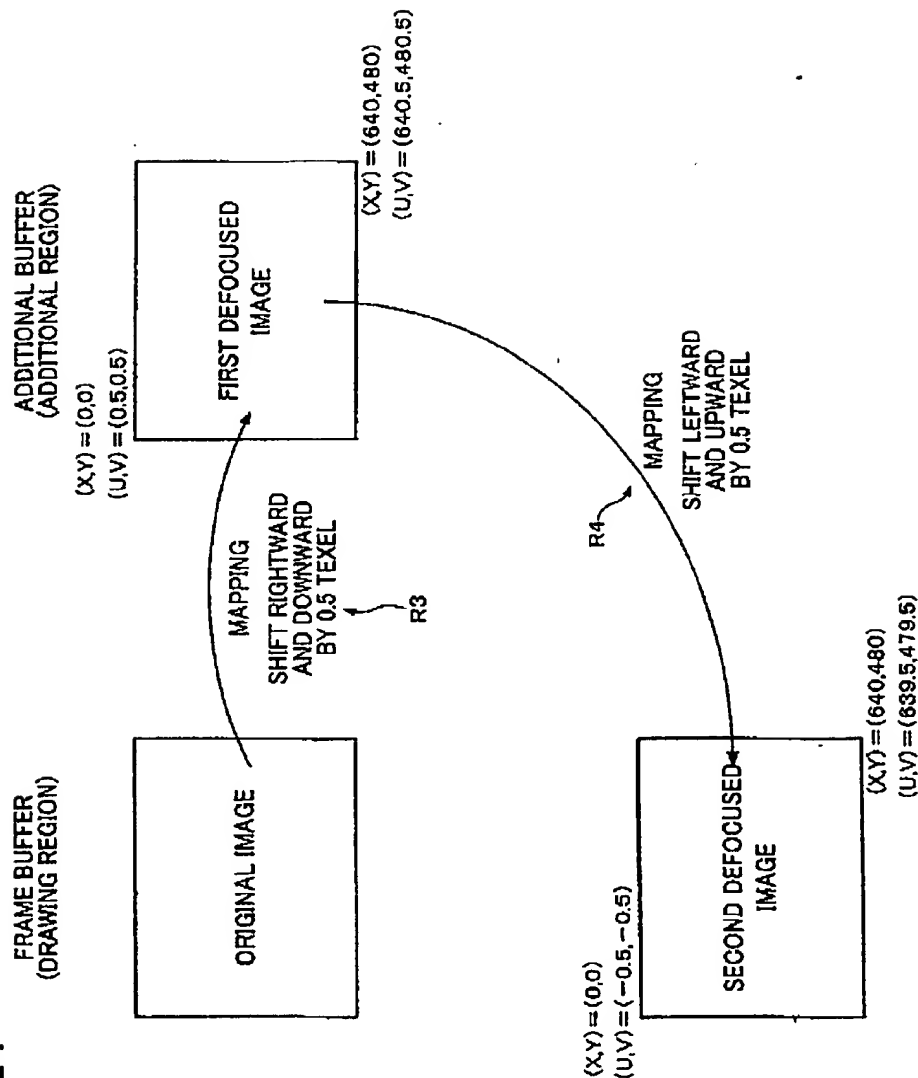 FRAME BUFFER
(DRAWING REGION)
ORIGINAL IMAGE
MAPPING
SHIFT RIGHTWARD
AND DOWNWARD
BY 0.5 TEXEL
R3
ADDITIONAL BUFFER
(ADDITIONAL REGION)
(X,Y)=(0,0)
(U,V)=(0.5,0.5)
FIRST DEFOCUSED
IMAGE
(X,Y)=(640,480)
(U,V)=(640.5,480.5)
R4
MAPPING
SHIFT LEFTWARD
AND UPWARD
BY 0.5 TEXEL
(X,Y)=(0,0)
(U,V)=(-0.5,-0.5)
SECOND DEFOCUSED
IMAGE
(X,Y)=(640,480)
(U,V)=(639.5,479.5)